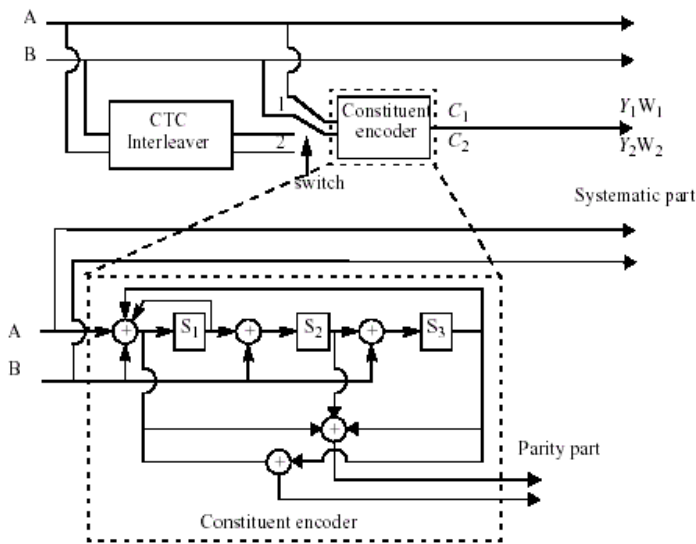 A
B
1
Constituent
encoder
C1
C2
Y1W1
Y2W2
CTC
Interleaver
2
switch
Systematic part
A
+
S1
+
S2
+
S3
B
+
+
Parity part
Constituent encoder